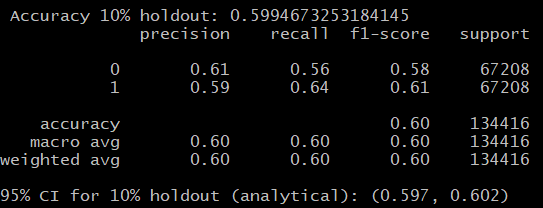 Accuracy 10% holdout: 0.5994673253184145
precision recall f1-score support
0 0.61 0.56 0.58 67208
1 0.59 0.64 0.61 67208
accuracy 0.60 134416
macro avg 0.60 0.60 0.60 134416
weighted avg 0.60 0.60 0.60 134416
95% CI for 10% holdout (analytical): (0.597, 0.602)